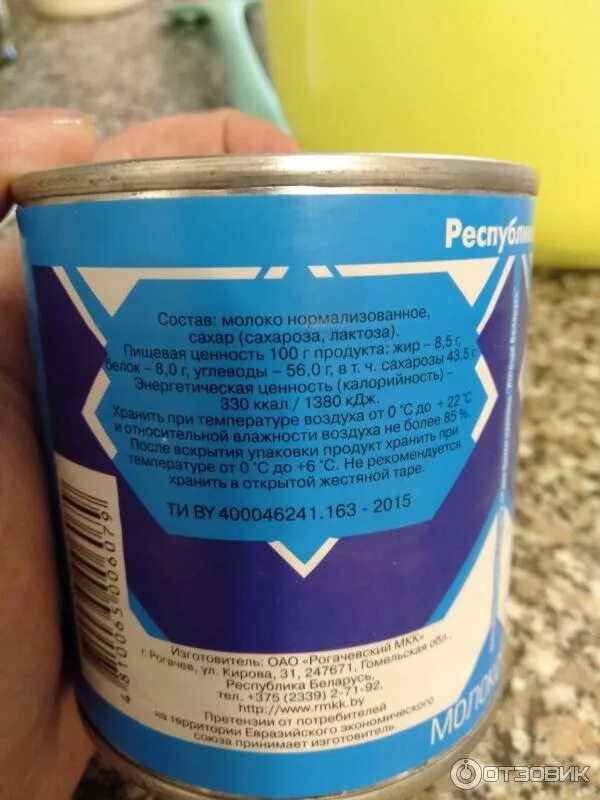 Республик
Состав: молоко нормализованное,
сахар (сахароза, лактоза).
Пищевая ценность 100 г продукта: жир – 8,5 г,
белок – 8,0 г, углеводы – 56,0 г, в т. ч. сахарозы 43,5 г.
Энергетическая ценность (калорийность) –
330 ккал / 1380 кДж.
Хранить при температуре воздуха от 0 °С до + 22 °С
и относительной влажности воздуха не более 85 %.
После вскрытия упаковки продукт хранить при
температуре от 0 °С до +6 °С. Не рекомендуется
хранить в открытой жестяной таре.
ТИ BY 400046241.163 - 2015
4810065006079
Изготовитель: ОАО «Рогачевский МКК»
г. Рогачев, ул. Кирова, 31, 247671, Гомельская обл.,
Республика Беларусь,
тел. +375 (2339) 2-71-92,
http://www.rmkk.by
Претензии от потребителей
на территории Евразийского экономического
союза принимает изготовитель.
МОЛОКО
ОТЗОВИК